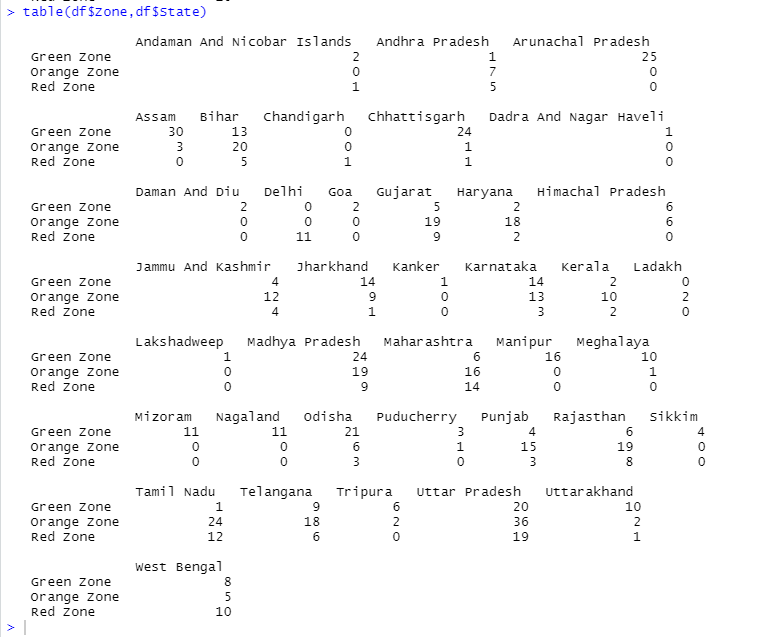 > table(df$Zone,df$State)
Andaman And Nicobar Islands Andhra Pradesh Arunachal Pradesh
Green Zone 2 1 25
Orange Zone 0 7 0
Red Zone 1 5 0
Assam Bihar Chandigarh Chhattisgarh Dadra And Nagar Haveli
Green Zone 30 13 0 24 1
Orange Zone 3 20 0 1 0
Red Zone 0 5 1 1 0
Daman And Diu Delhi Goa Gujarat Haryana Himachal Pradesh
Green Zone 2 0 2 5 2 6
Orange Zone 0 0 0 19 18 6
Red Zone 0 11 0 9 2 0
Jammu And Kashmir Jharkhand Kanker Karnataka Kerala Ladakh
Green Zone 4 14 1 14 2 0
Orange Zone 12 9 0 13 10 2
Red Zone 4 1 0 3 2 0
Lakshadweep Madhya Pradesh Maharashtra Manipur Meghalaya
Green Zone 1 24 6 16 10
Orange Zone 0 19 16 0 1
Red Zone 0 9 14 0 0
Mizoram Nagaland Odisha Puducherry Punjab Rajasthan Sikkim
Green Zone 11 11 21 3 4 6 4
Orange Zone 0 0 6 1 15 19 0
Red Zone 0 0 3 0 3 8 0
Tamil Nadu Telangana Tripura Uttar Pradesh Uttarakhand
Green Zone 1 9 6 20 10
Orange Zone 24 18 2 36 2
Red Zone 12 6 0 19 1
West Bengal
Green Zone 8
Orange Zone 5
Red Zone 10
>